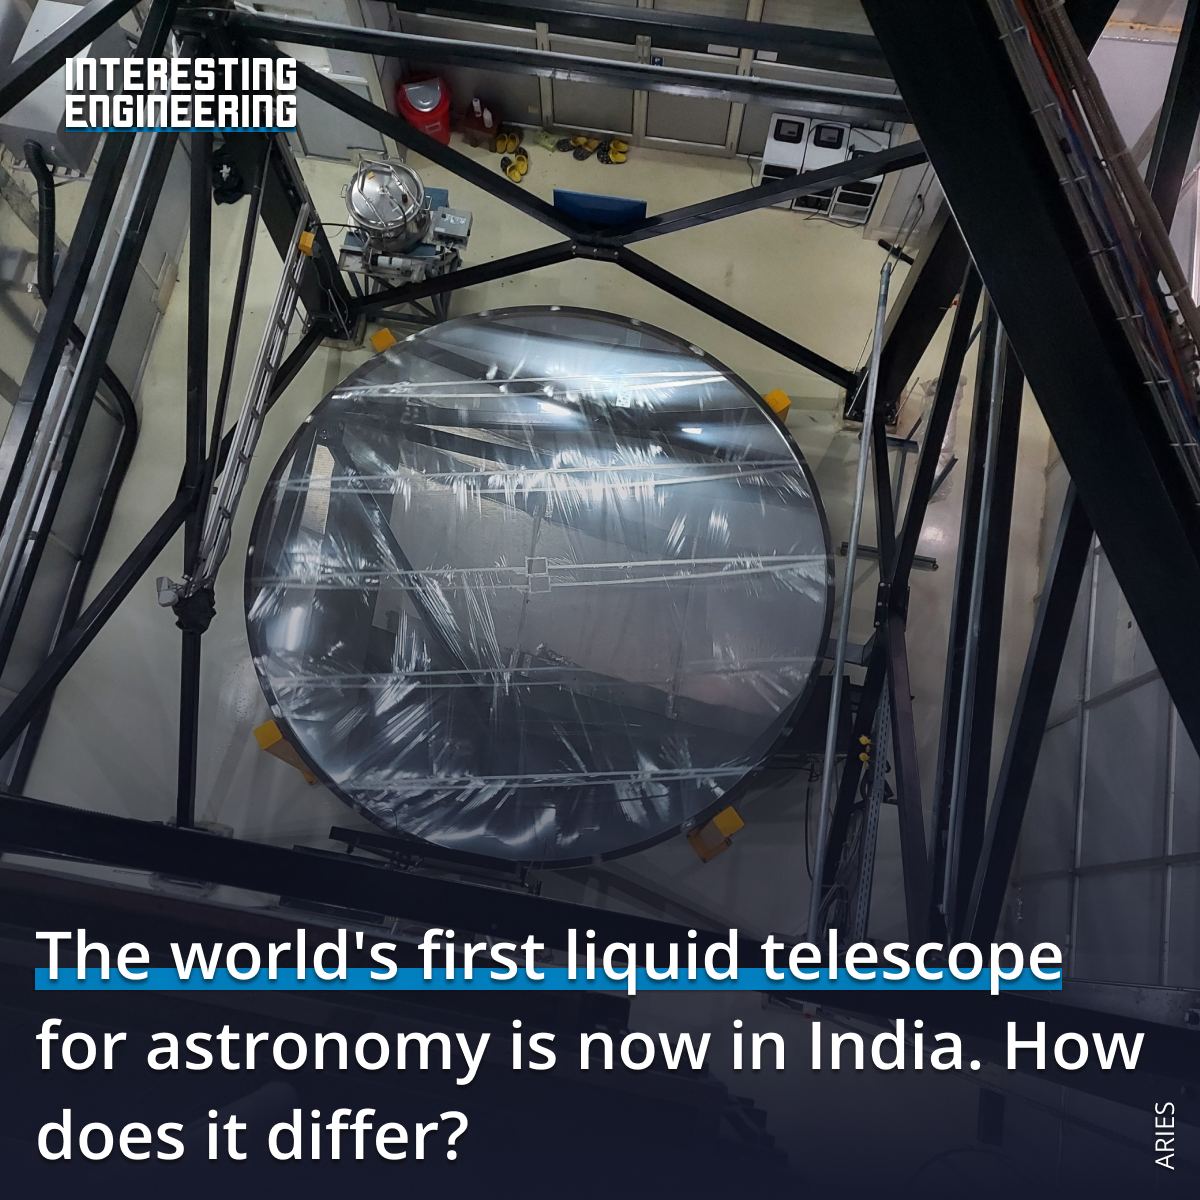 INTERESTING
ENGINEERING
The world's first liquid telescope
for astronomy is now in India. How
does it differ?
ARIES